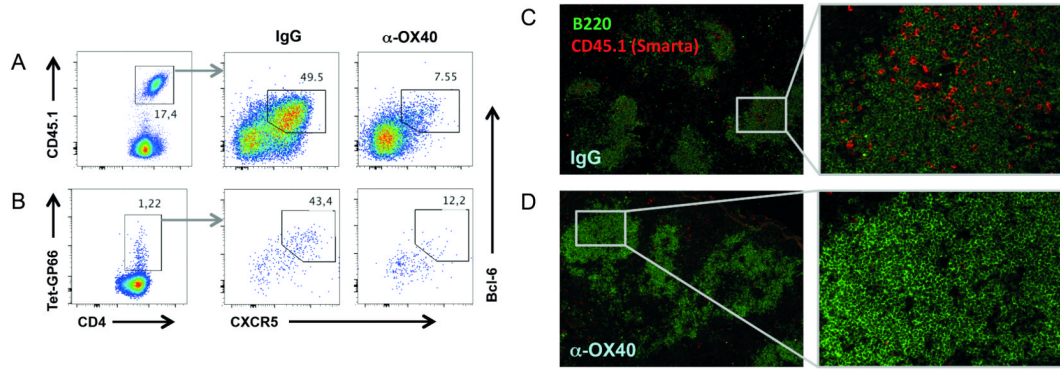 A
CD45.1
17,4
IgG
49.5
α-OX40
7.55
B
Tet-GP66
1,22
CD4
43,4
12,2
CXCR5
Bcl-6
C
B220
CD45.1 (Smarta)
IgG
D
α-OX40